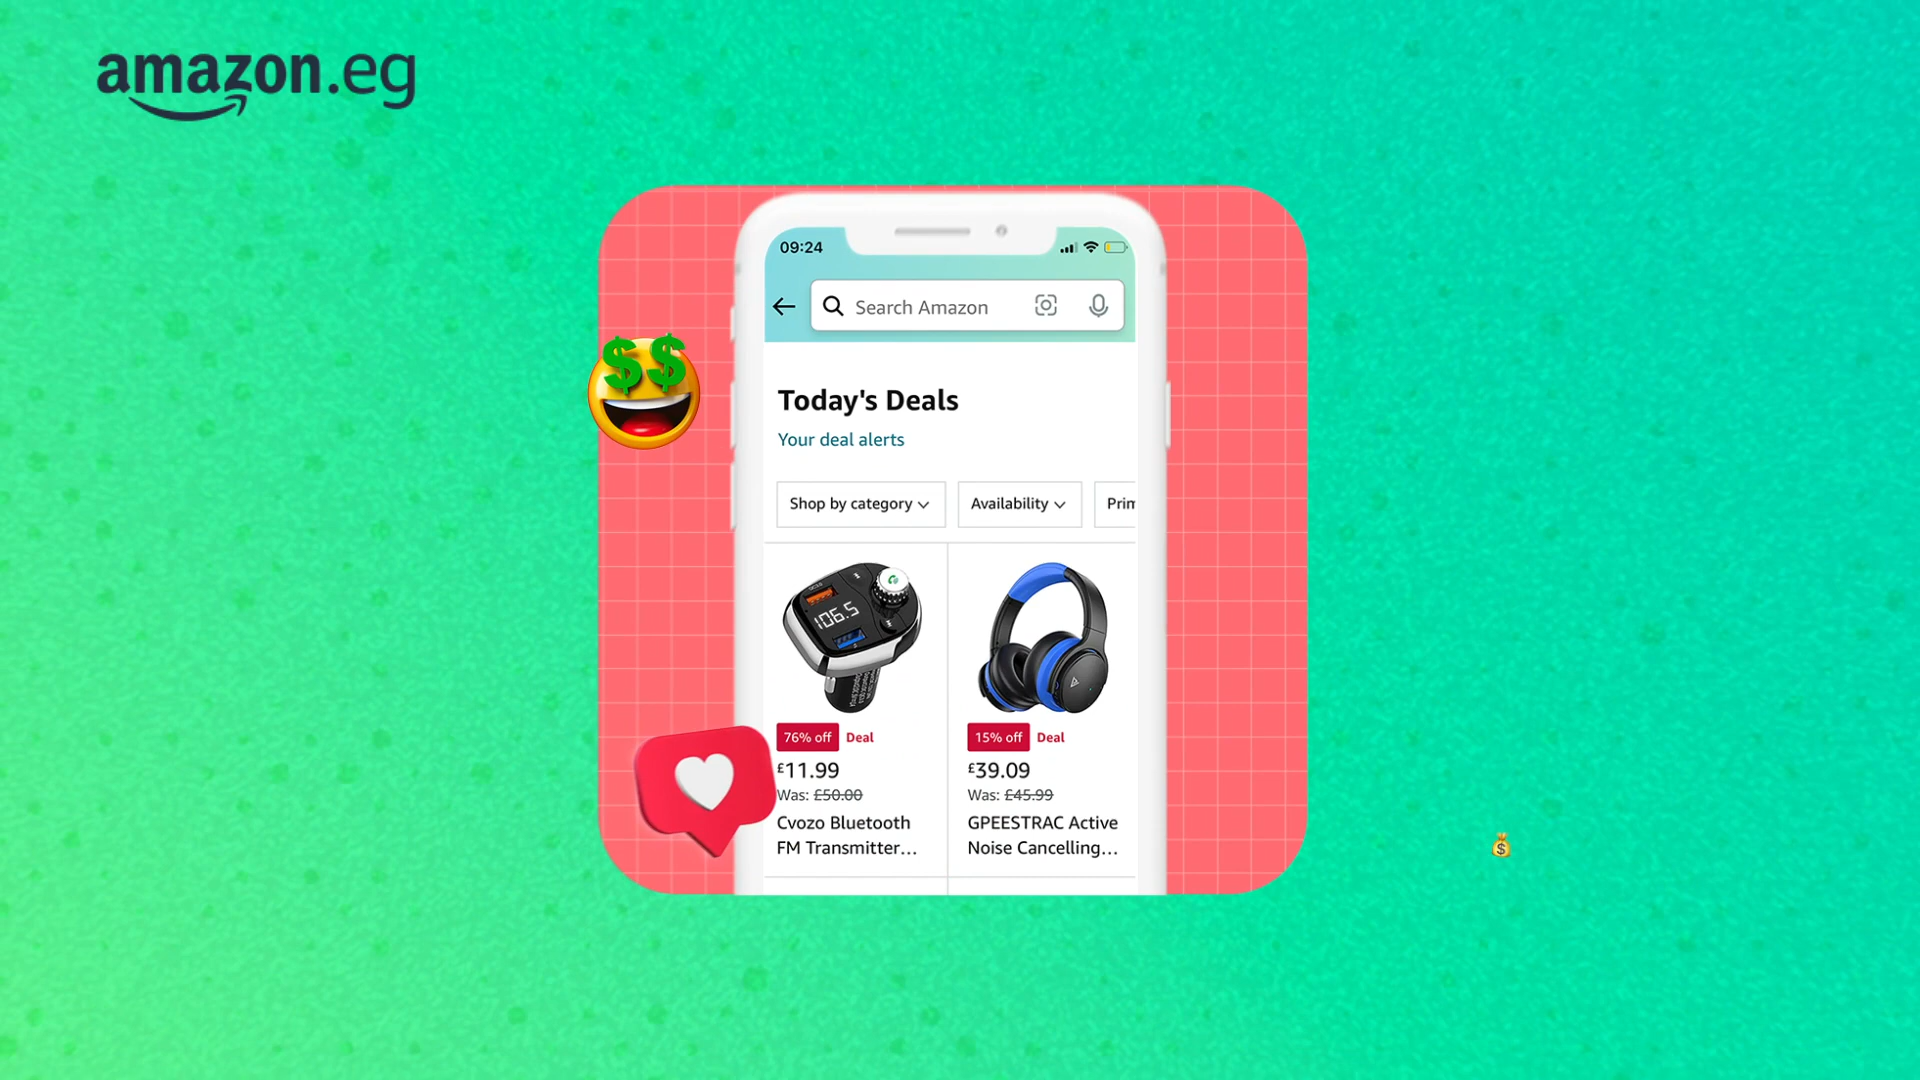 amazon.eg
09:24
Search Amazon
Today's Deals
Your deal alerts
Shop by category
Availability
Prim
106.5
76% off Deal
£11.99
Was: £50.00
Cvozo Bluetooth
FM Transmitter...
15% off Deal
£39.09
Was: £45.99
GPEESTRAC Active
Noise Cancelling...